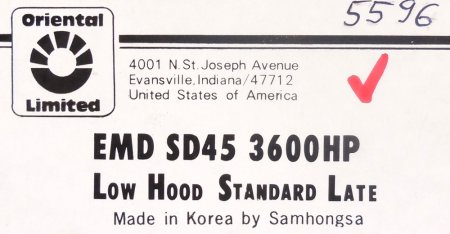 Oriental
Limited
5596
4001 N. St. Joseph Avenue
Evansville, Indiana/47712
United States of America
EMD SD45 3600HP
LOW HOOD STANDARD LATE
Made in Korea by Samhongsa